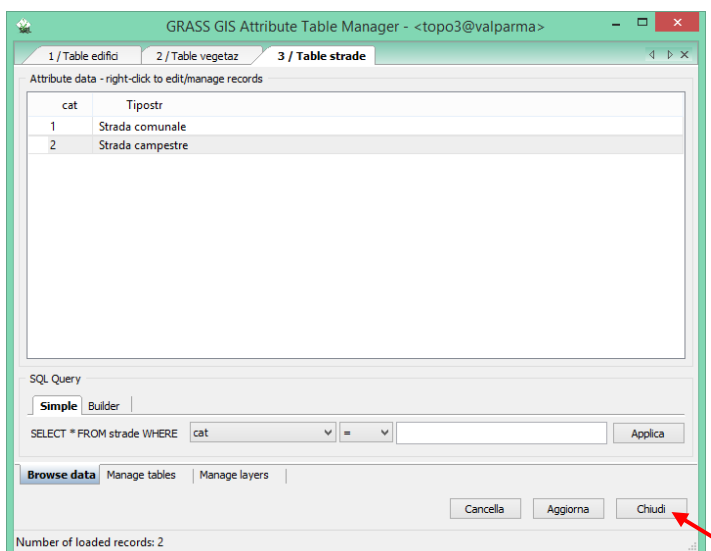 GRASS GIS Attribute Table Manager - <topo3@valparma>
1 / Table edifici 2 / Table vegetaz 3 / Table strade
Attribute data - right-click to edit/manage records
cat Tipostr
1 Strada comunale
2 Strada campestre
SQL Query
Simple Builder
SELECT * FROM strade WHERE cat = Applica
Browse data Manage tables Manage layers
Cancella Aggiorna Chiudi
Number of loaded records: 2